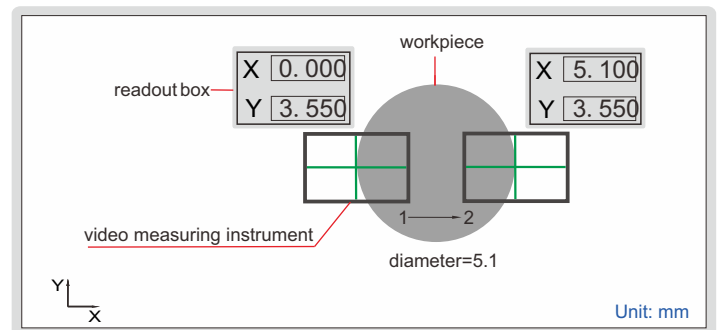 workpiece
readout box
X 0.000
Y 3.550
X 5.100
Y 3.550
1 2
video measuring instrument
diameter=5.1
Y
X
Unit: mm